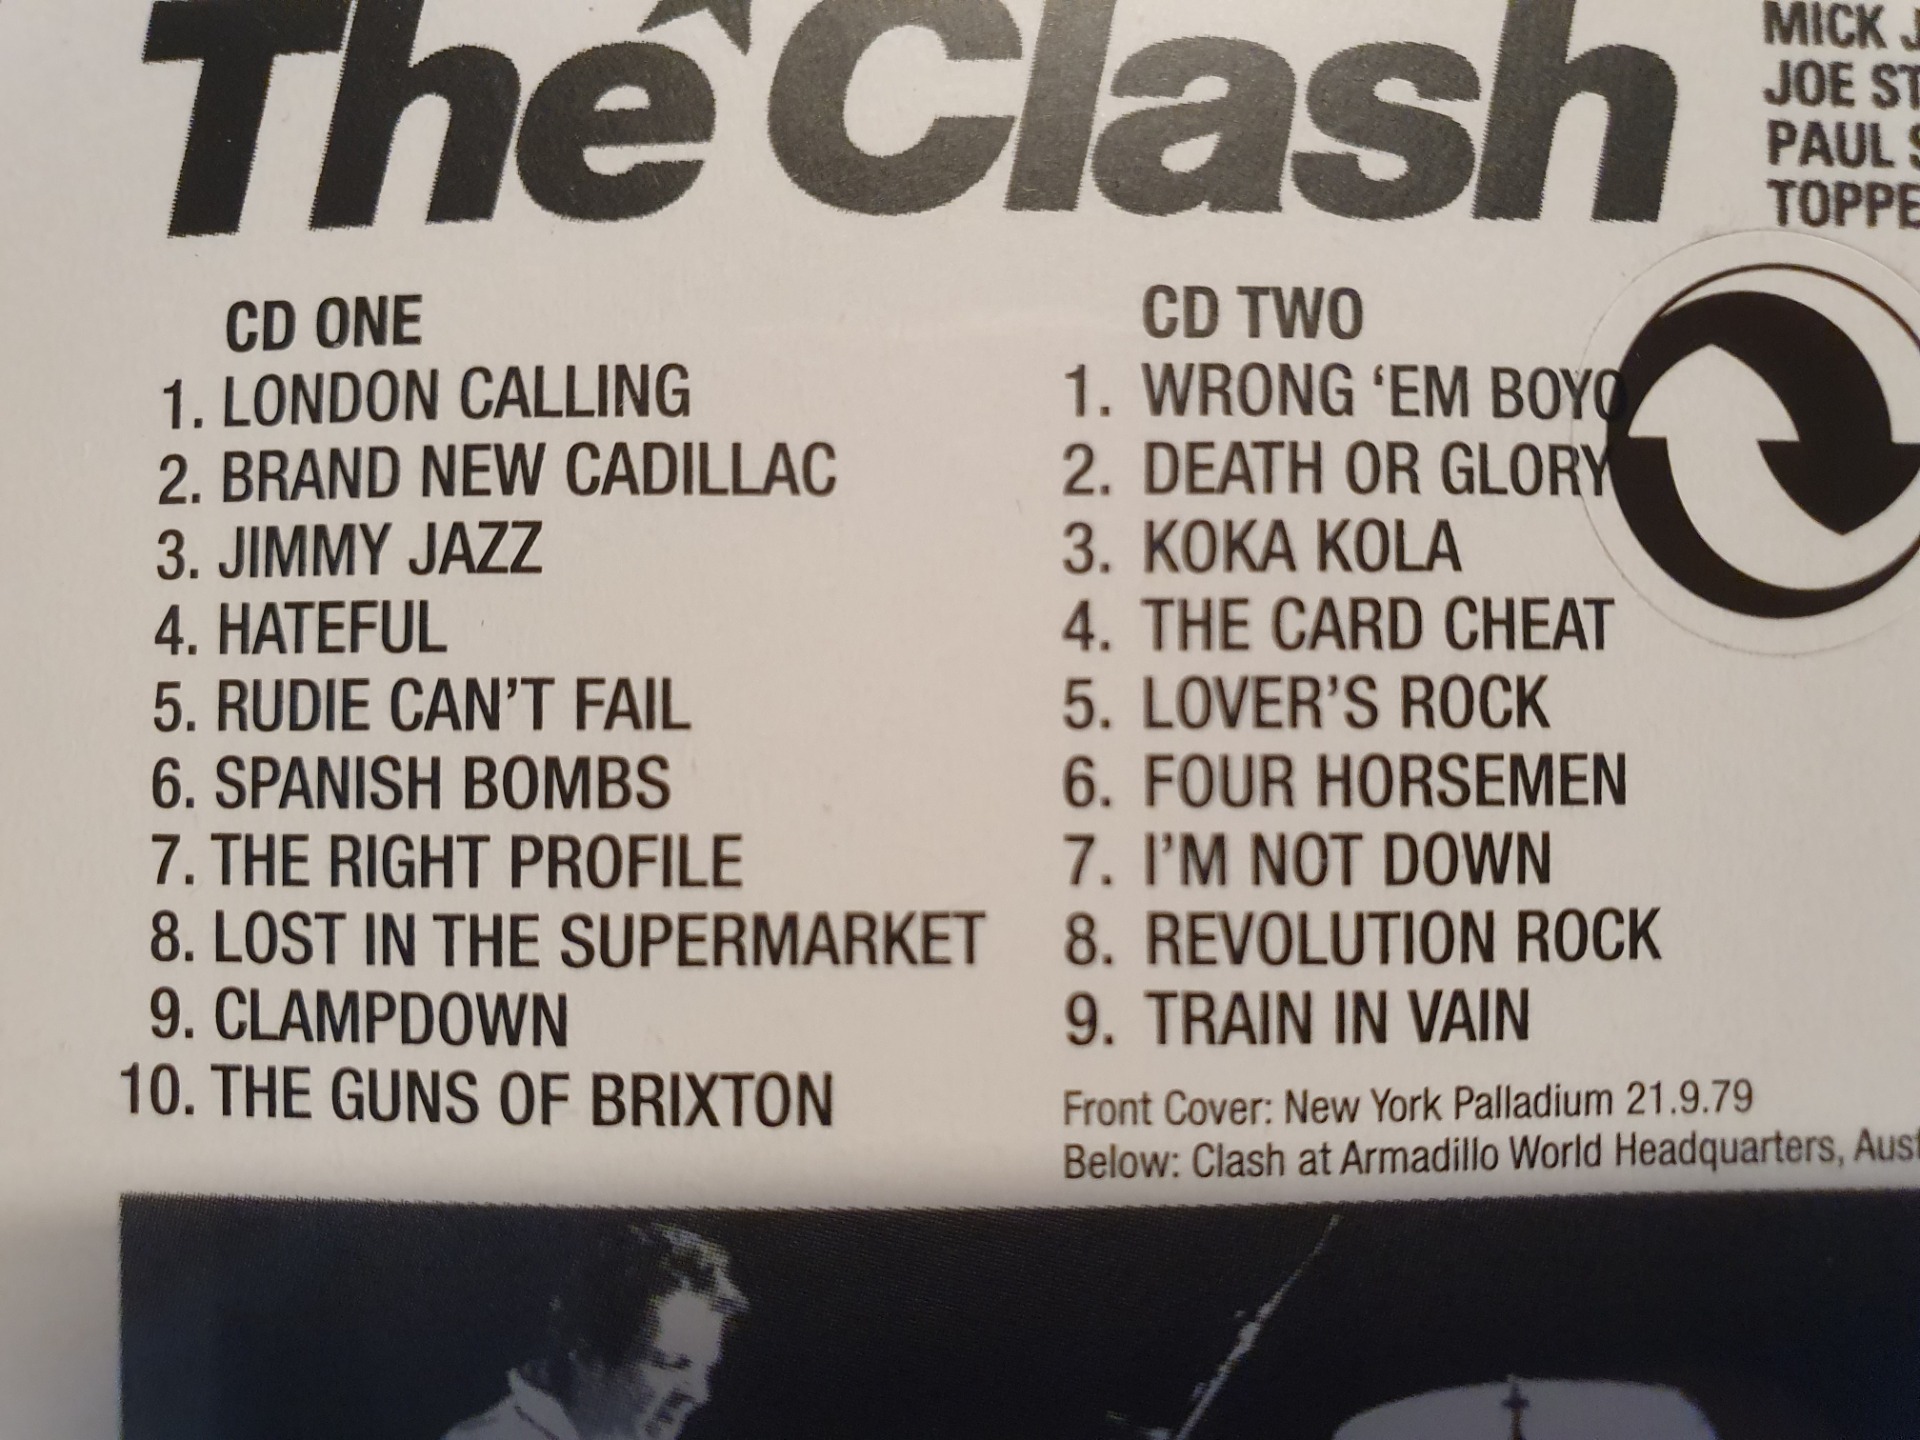 The Clash
MICK J
JOE ST
PAUL S
TOPPE
CD ONE
1. LONDON CALLING
2. BRAND NEW CADILLAC
3. JIMMY JAZZ
4. HATEFUL
5. RUDIE CAN'T FAIL
6. SPANISH BOMBS
7. THE RIGHT PROFILE
8. LOST IN THE SUPERMARKET
9. CLAMPDOWN
10. THE GUNS OF BRIXTON
CD TWO
1. WRONG 'EM BOYO
2. DEATH OR GLORY
3. KOKA KOLA
4. THE CARD CHEAT
5. LOVER'S ROCK
6. FOUR HORSEMEN
7. I'M NOT DOWN
8. REVOLUTION ROCK
9. TRAIN IN VAIN
Front Cover: New York Palladium 21.9.79
Below: Clash at Armadillo World Headquarters, Aust